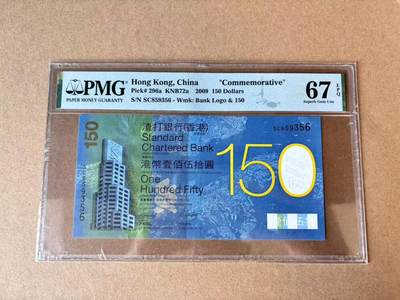 PMG
PAPER MONEY GUARANTY
Hong Kong, China "Commemorative"
Pick# 296a KNB72a 2009 150 Dollars
S/N SC859356 - Wmk: Bank Logo & 150
67 EPQ
Superb Gem Unc
150
SC859356
渣打銀行(香港)
Standard
Chartered Bank
港幣壹佰伍拾圓
One
Hundred Fifty
150
SC859356